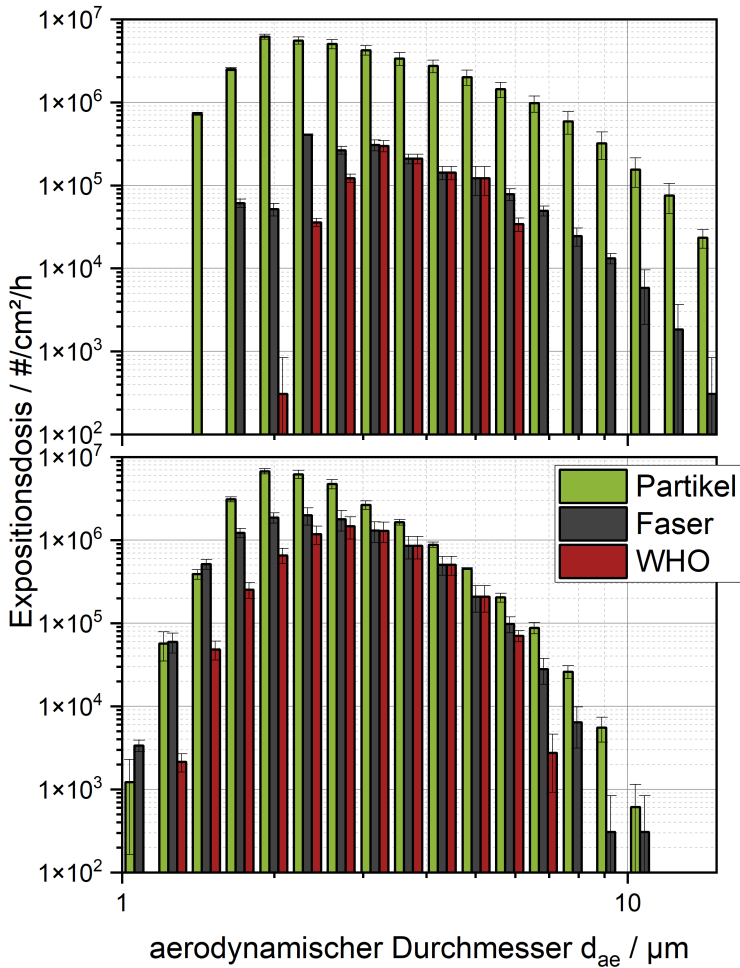 1×10⁷
1×10⁶
1×10⁵
1×10⁴
1×10³
1×10²
1×10⁷
1×10⁶
1×10⁵
1×10⁴
1×10³
1×10²
Expositionsdosis / #/cm²/h
Partikel
Faser
WHO
1
10
aerodynamischer Durchmesser dₐₑ / µm